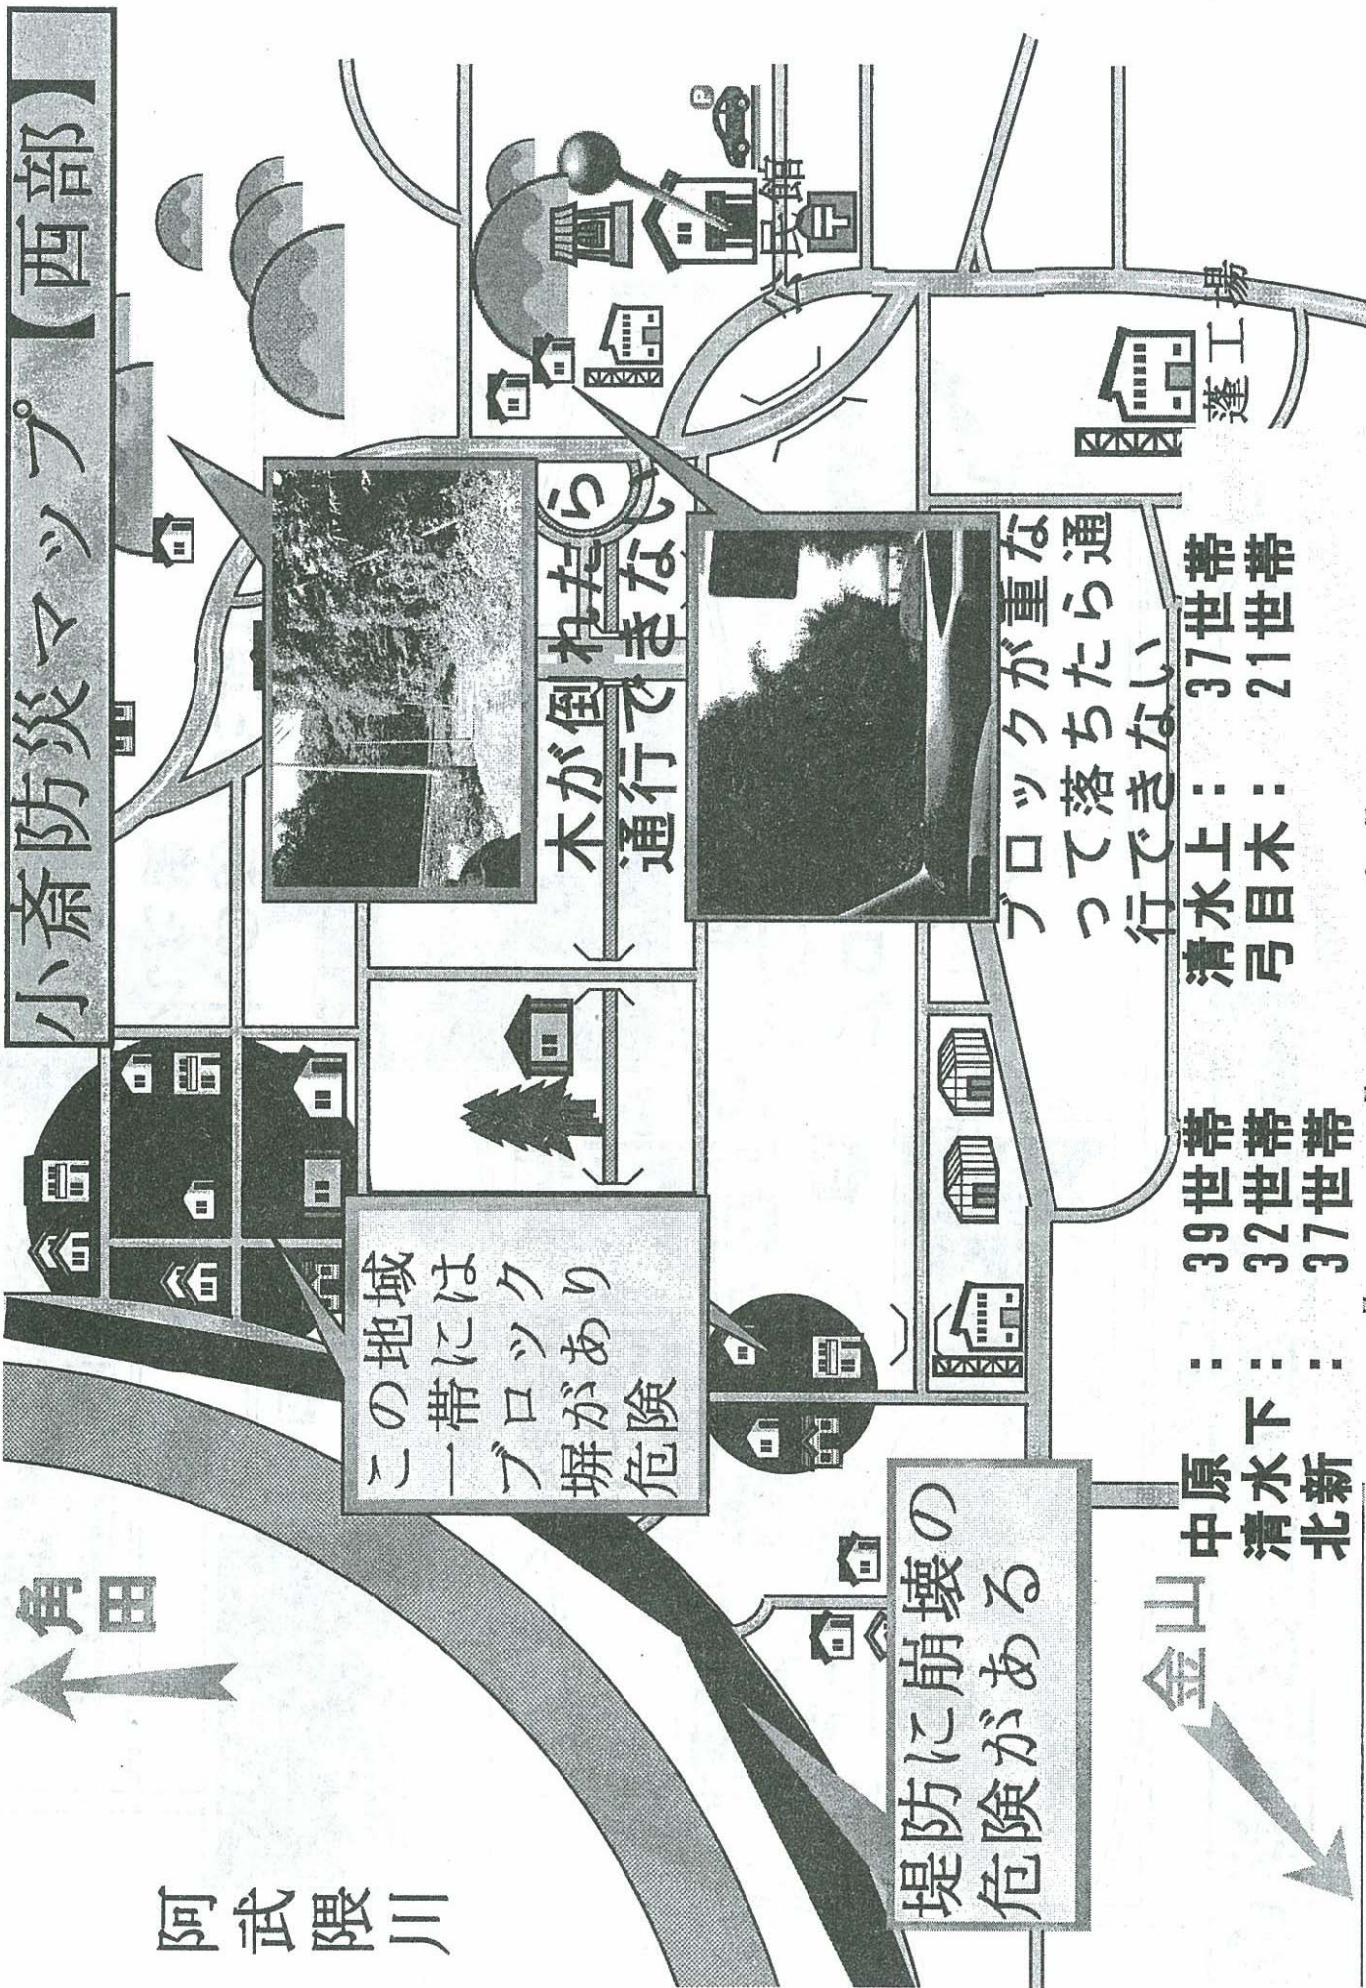 小斎防災マップ【西部】
角
田
阿
武
隈
川
この地域
一帯には
ブロック
塀があり
危険
木が倒れたら
通行できない
公民館
P
ブロックが重な
って落ちたら通
行できない
堤防に崩壊の
危険がある
蓬工場
金山
中原 : 39世帯 清水上: 37世帯
清水下: 32世帯 弓目木: 21世帯
北新 : 37世帯